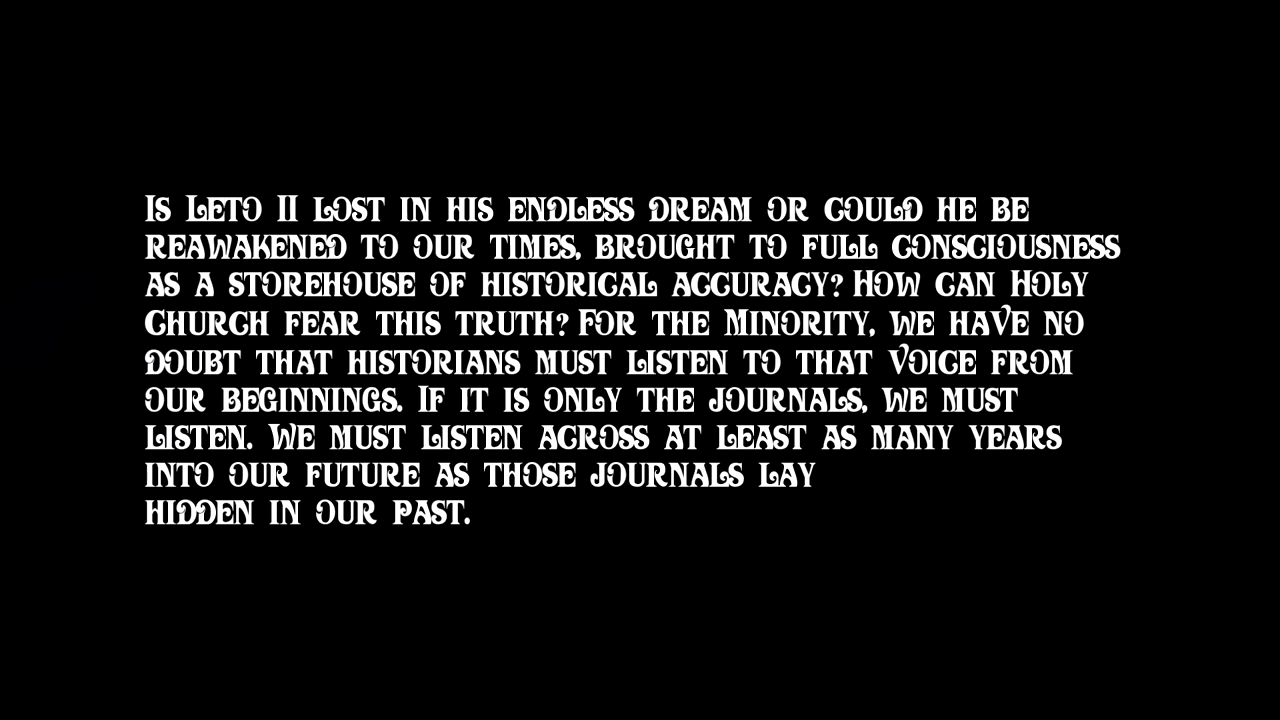 Is Leto II lost in his endless dream or could he be
reawakened to our times, brought to full consciousness
as a storehouse of historical accuracy? How can Holy
Church fear this truth? For the Minority, we have no
doubt that historians must listen to that voice from
our beginnings. If it is only the journals, we must
listen. We must listen across at least as many years
into our future as those journals lay
hidden in our past.